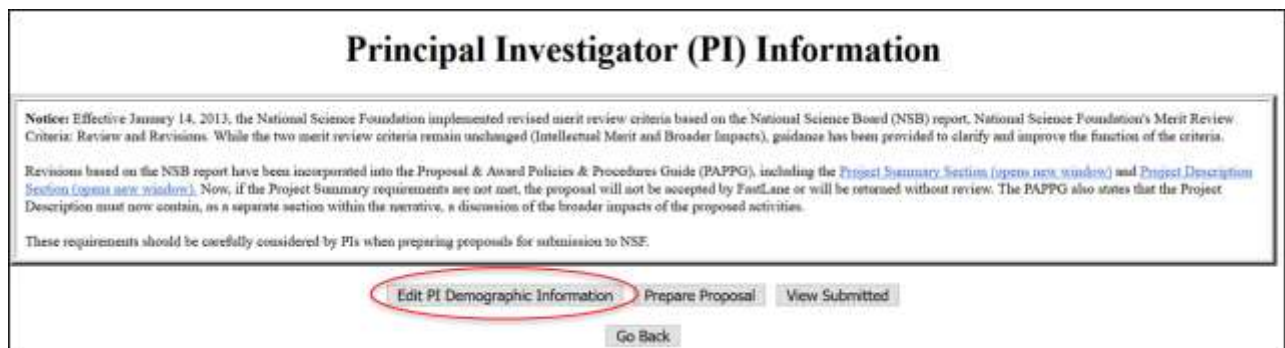 Principal Investigator (PI) Information
Notice: Effective January 14, 2013, the National Science Foundation implemented revised merit review criteria based on the National Science Board (NSB) report, National Science Foundation's Merit Review
Criteria: Review and Revisions. While the two merit review criteria remain unchanged (Intellectual Merit and Broader Impacts), guidance has been provided to clarify and improve the function of the criteria.
Revisions based on the NSB report have been incorporated into the Proposal & Award Policies & Procedures Guide (PAPPG), including the Project Summary Section (opens new window) and Project Description
Section (opens new window). Now, if the Project Summary requirements are not met, the proposal will not be accepted by FastLane or will be returned without review. The PAPPG also states that the Project
Description must now contain, as a separate section within the narrative, a discussion of the broader impacts of the proposed activities.
These requirements should be carefully considered by PIs when preparing proposals for submission to NSF.
Edit PI Demographic Information Prepare Proposal View Submitted
Go Back